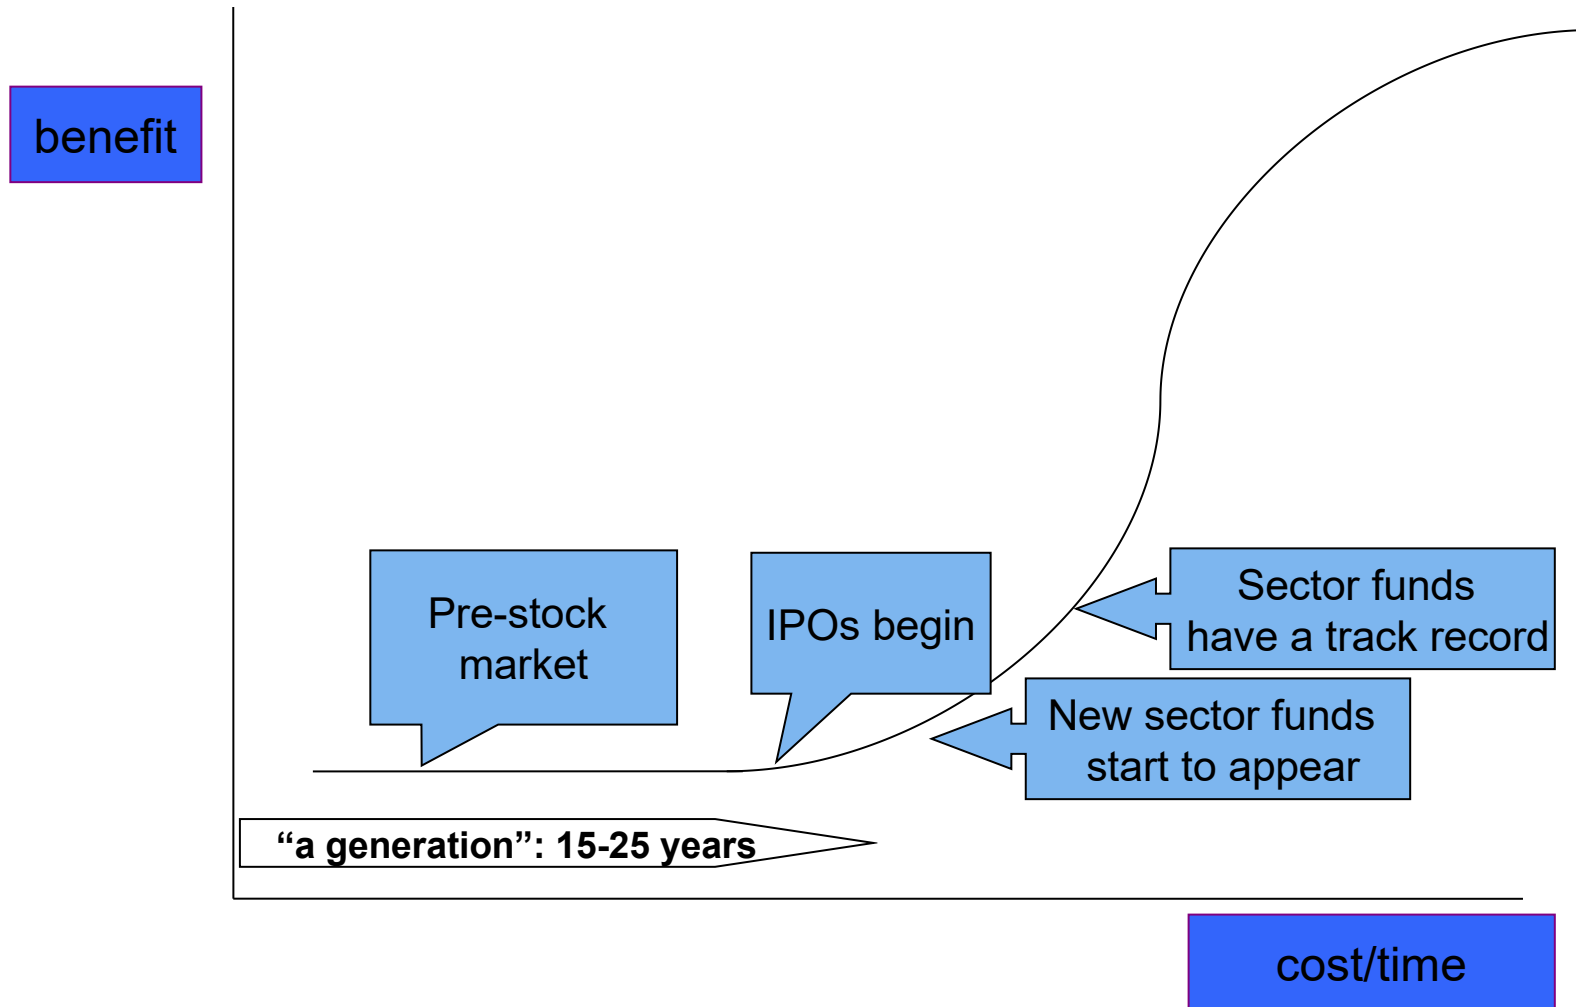 benefit
Pre-stock
market
IPOs begin
Sector funds
have a track record
New sector funds
start to appear
“a generation”: 15-25 years
cost/time